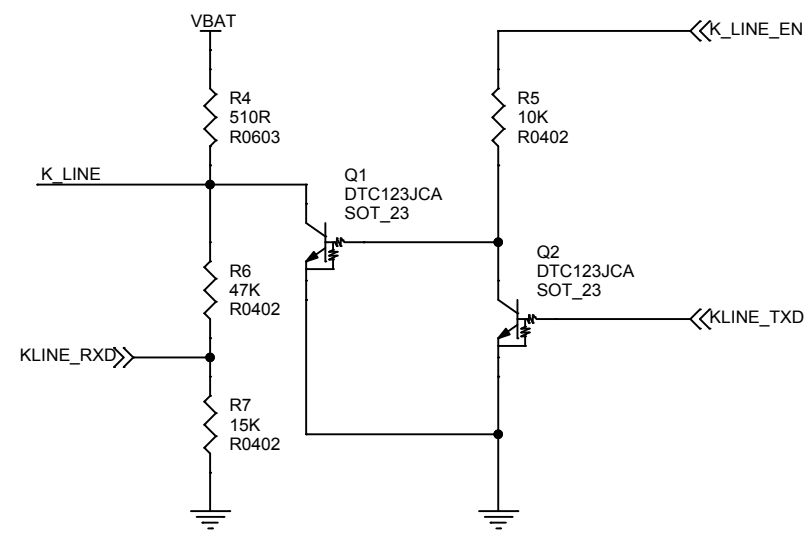 VBAT
K_LINE_EN
R4
510R
R0603
R5
10K
R0402
K_LINE
Q1
DTC123JCA
SOT_23
Q2
DTC123JCA
SOT_23
R6
47K
R0402
KLINE_TXD
KLINE_RXD
R7
15K
R0402